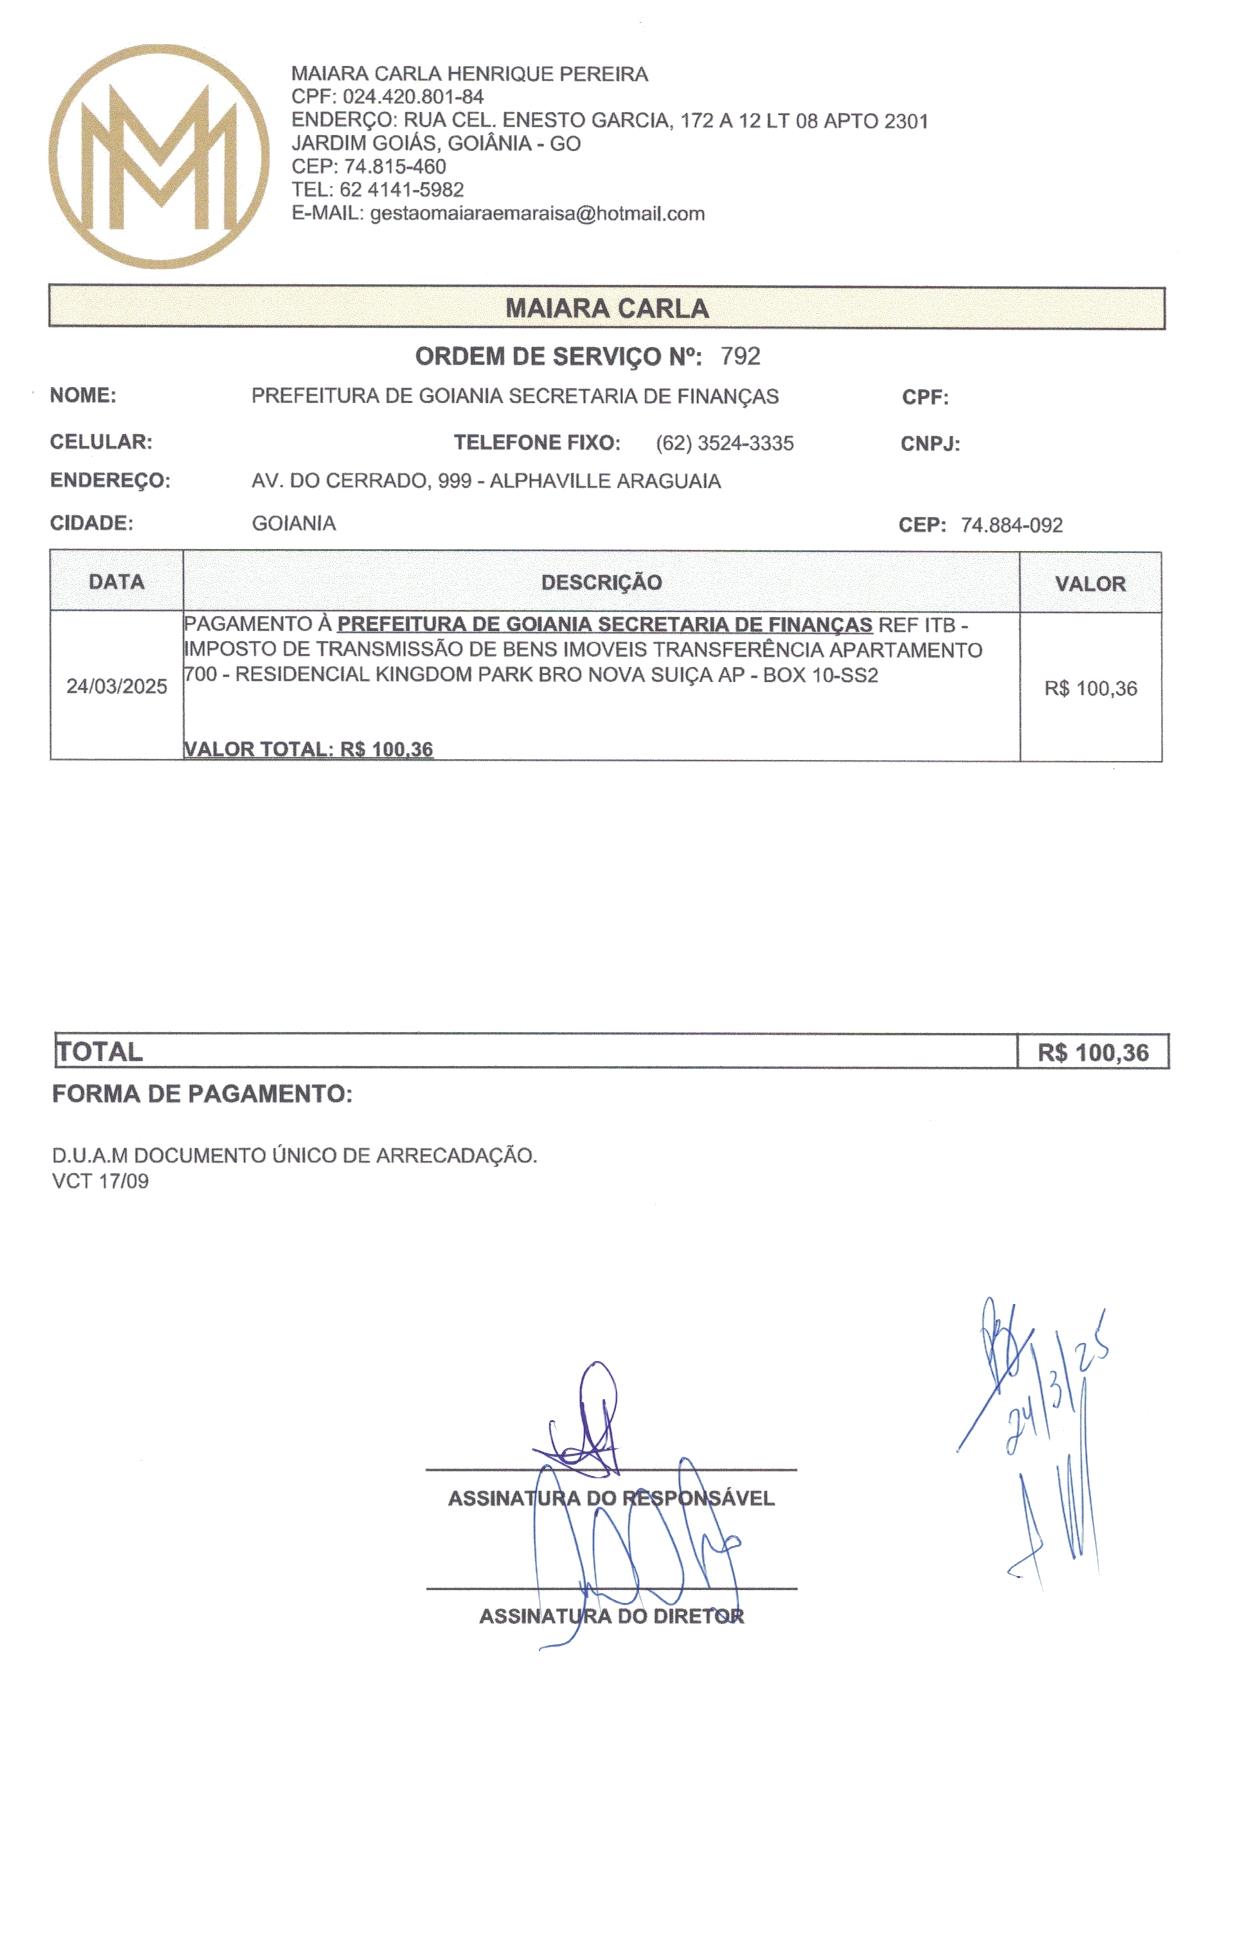 MAIARA CARLA HENRIQUE PEREIRA
CPF: 024.420.801-84
ENDERÇO: RUA CEL. ENESTO GARCIA, 172 A 12 LT 08 APTO 2301
JARDIM GOIÁS, GOIÂNIA - GO
CEP: 74.815-460
TEL: 62 4141-5982
E-MAIL: gestaomaiaraemaraisa@hotmail.com
MAIARA CARLA
ORDEM DE SERVIÇO Nº: 792
NOME: PREFEITURA DE GOIANIA SECRETARIA DE FINANÇAS CPF:
CELULAR: TELEFONE FIXO: (62) 3524-3335 CNPJ:
ENDEREÇO: AV. DO CERRADO, 999 - ALPHAVILLE ARAGUAIA
CIDADE: GOIANIA CEP: 74.884-092
DATA DESCRIÇÃO VALOR
PAGAMENTO À PREFEITURA DE GOIANIA SECRETARIA DE FINANÇAS REF ITB -
IMPOSTO DE TRANSMISSÃO DE BENS IMOVEIS TRANSFERÊNCIA APARTAMENTO
700 - RESIDENCIAL KINGDOM PARK BRO NOVA SUIÇA AP - BOX 10-SS2
24/03/2025 R$ 100,36
VALOR TOTAL: R$ 100,36
TOTAL R$ 100,36
FORMA DE PAGAMENTO:
D.U.A.M DOCUMENTO ÚNICO DE ARRECADAÇÃO.
VCT 17/09
24/3/25
ASSINATURA DO RESPONSÁVEL
ASSINATURA DO DIRETOR